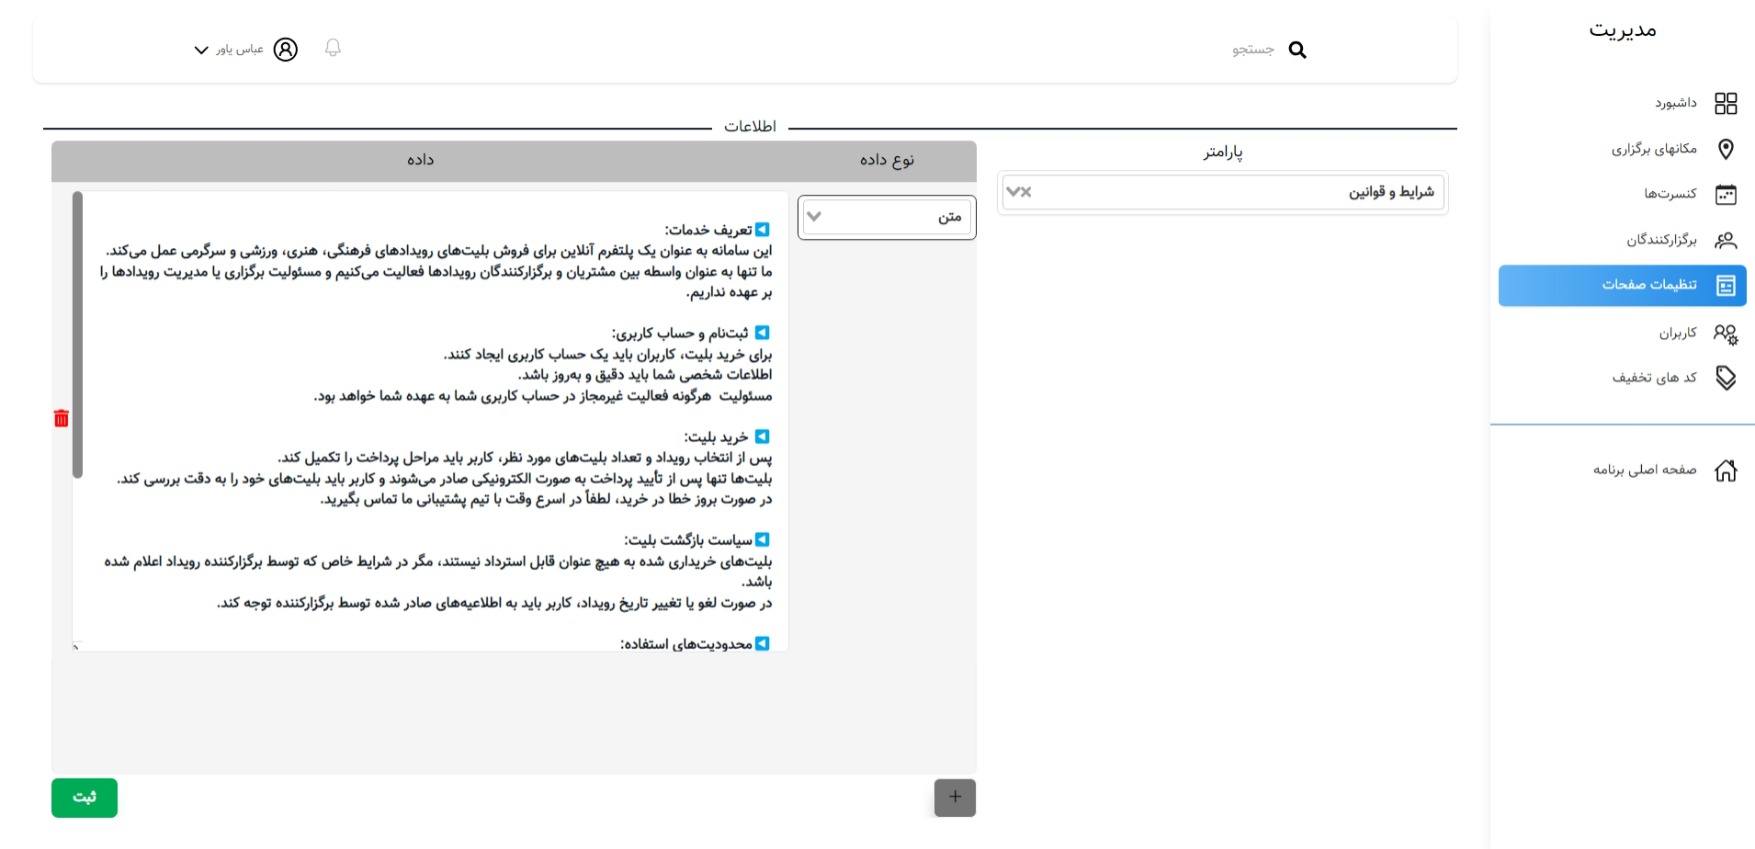 مدیریت
داشبورد
مکانهای برگزاری
کنسرت‌ها
برگزارکنندگان
تنظیمات صفحات
کاربران
کد های تخفیف
صفحه اصلی برنامه
جستجو
عباس یاور
اطلاعات
پارامتر
شرایط و قوانین
نوع داده
داده
متن
تعریف خدمات:
این سامانه به عنوان یک پلتفرم آنلاین برای فروش بلیت‌های رویدادهای فرهنگی، هنری، ورزشی و سرگرمی عمل می‌کند.
ما تنها به عنوان واسطه بین مشتریان و برگزارکنندگان رویدادها فعالیت می‌کنیم و مسئولیت برگزاری یا مدیریت رویدادها را
بر عهده نداریم.
ثبت‌نام و حساب کاربری:
برای خرید بلیت، کاربران باید یک حساب کاربری ایجاد کنند.
اطلاعات شخصی شما باید دقیق و به‌روز باشد.
مسئولیت هرگونه فعالیت غیرمجاز در حساب کاربری شما به عهده شما خواهد بود.
خرید بلیت:
پس از انتخاب رویداد و تعداد بلیت‌های مورد نظر، کاربر باید مراحل پرداخت را تکمیل کند.
بلیت‌ها تنها پس از تأیید پرداخت به صورت الکترونیکی صادر می‌شوند و کاربر باید بلیت‌های خود را به دقت بررسی کند.
در صورت بروز خطا در خرید، لطفاً در اسرع وقت با تیم پشتیبانی ما تماس بگیرید.
سیاست بازگشت بلیت:
بلیت‌های خریداری شده به هیچ عنوان قابل استرداد نیستند، مگر در شرایط خاص که توسط برگزارکننده رویداد اعلام شده
باشد.
در صورت لغو یا تغییر تاریخ رویداد، کاربر باید به اطلاعیه‌های صادر شده توسط برگزارکننده توجه کند.
محدودیت‌های استفاده:
+
ثبت